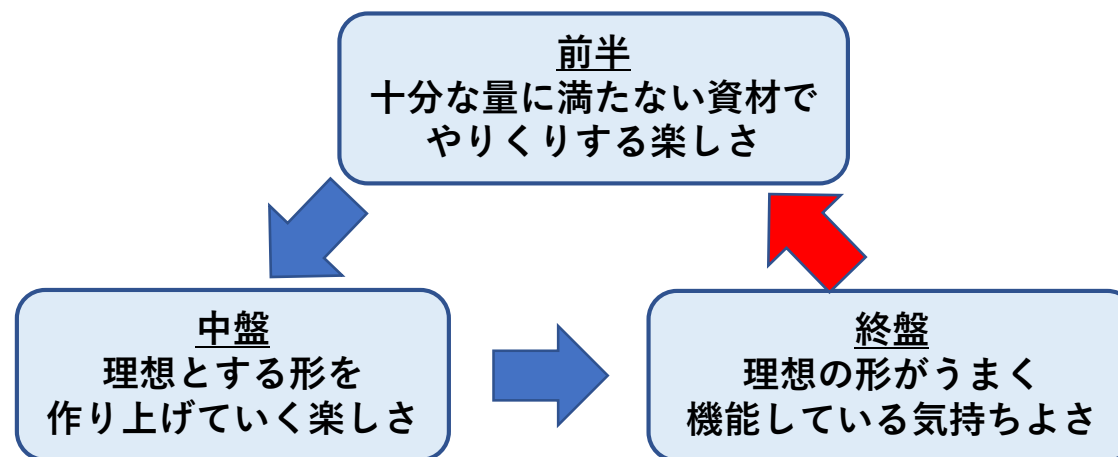 前半
十分な量に満たない資材で
やりくりする楽しさ
中盤
理想とする形を
作り上げていく楽しさ
終盤
理想の形がうまく
機能している気持ちよさ